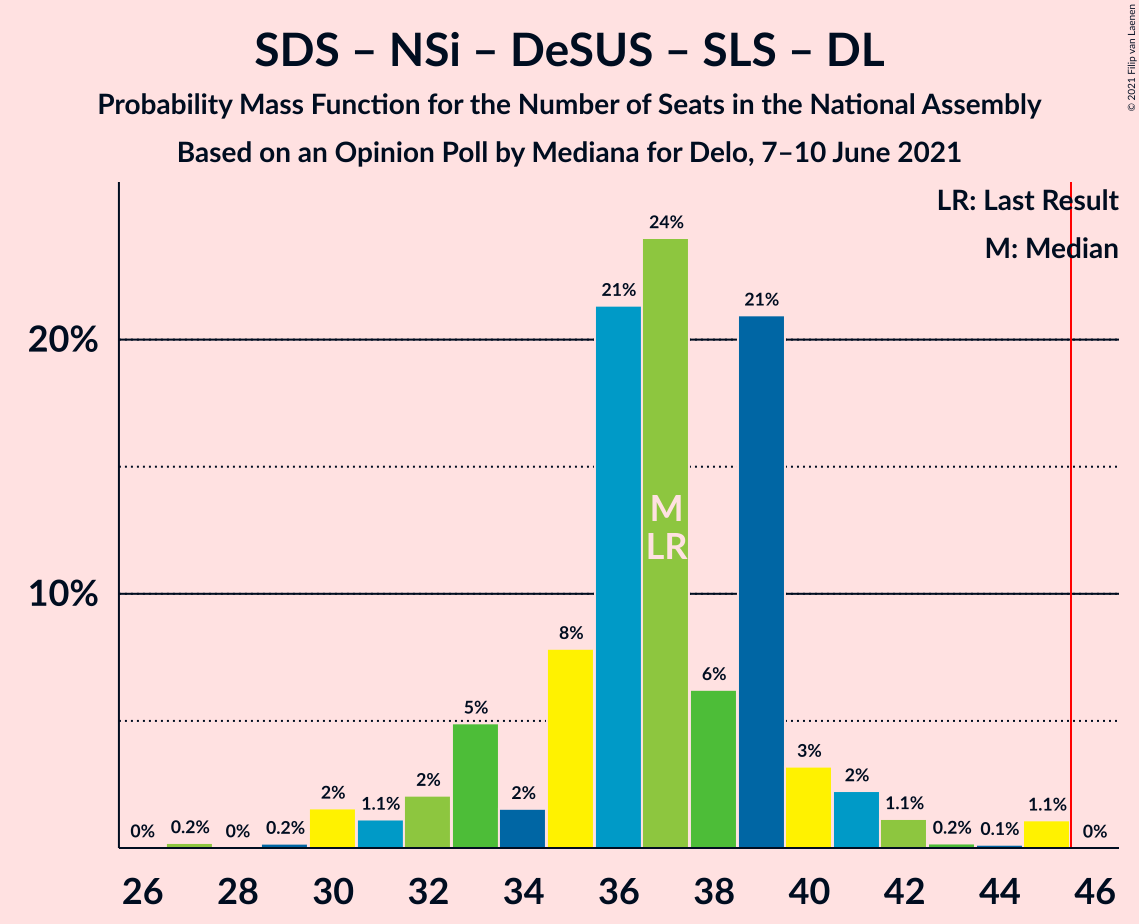 SDS – NSi – DeSUS – SLS – DL
Probability Mass Function for the Number of Seats in the National Assembly
Based on an Opinion Poll by Mediana for Delo, 7–10 June 2021
© 2021 Filip van Laenen
LR: Last Result
M: Median
20%
10%
0%
0.2%
0%
0.2%
2%
1.1%
2%
5%
2%
8%
21%
24%
6%
21%
3%
2%
1.1%
0.2%
0.1%
1.1%
0%
M
LR
26 28 30 32 34 36 38 40 42 44 46